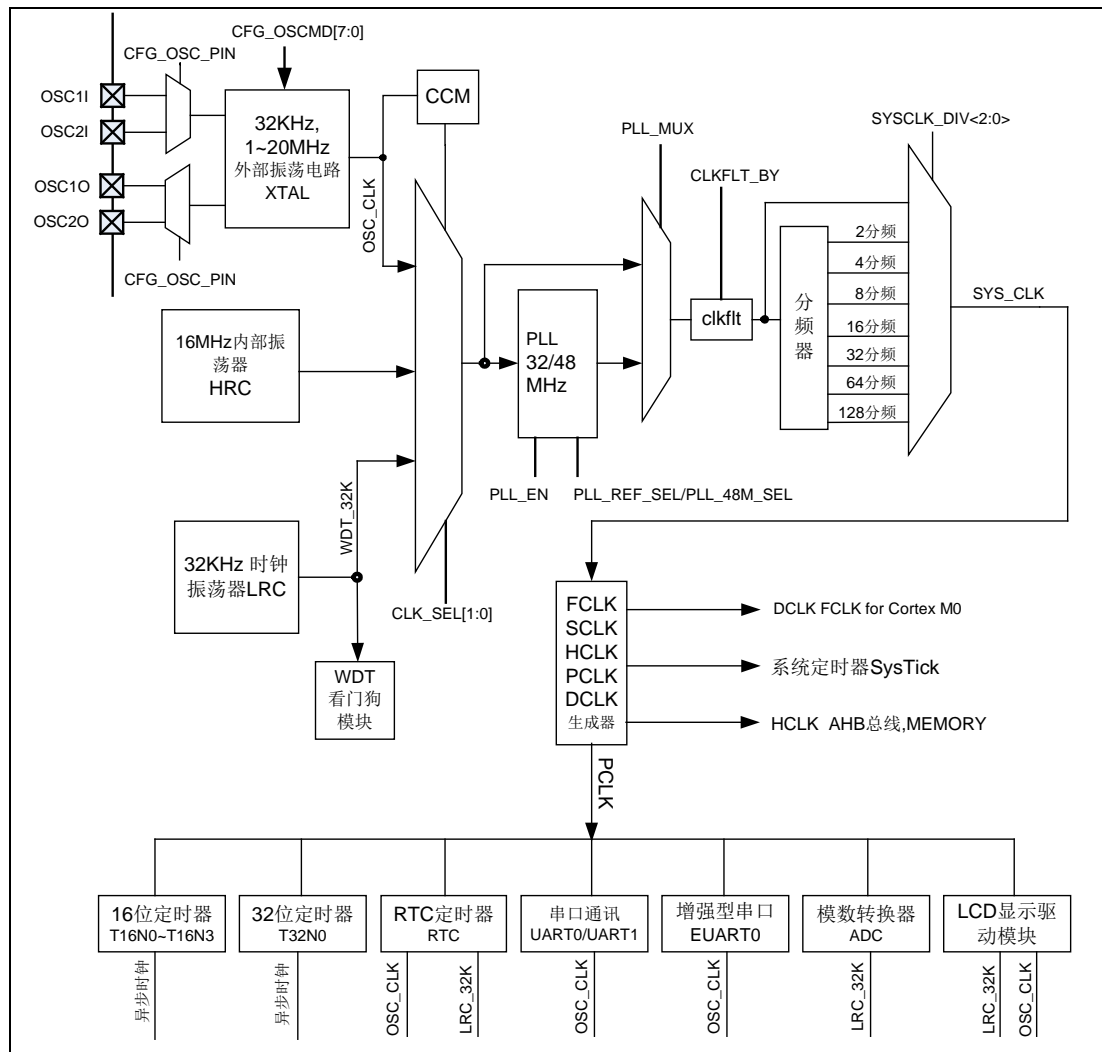 CFG_OSCMD[7:0]
CFG_OSC_PIN
OSC1I
OSC2I
OSC1O
OSC2O
CFG_OSC_PIN
32KHz,
1~20MHz
外部振荡电路
XTAL
OSC_CLK
CCM
16MHz内部振
荡器
HRC
32KHz 时钟
振荡器LRC
WDT_32K
WDT
看门狗
模块
CLK_SEL[1:0]
PLL
32/48
MHz
PLL_EN
PLL_REF_SEL/PLL_48M_SEL
PLL_MUX
CLKFLT_BY
clkflt
分
频
器
SYSCLK_DIV<2:0>
2分频
4分频
8分频
16分频
32分频
64分频
128分频
SYS_CLK
FCLK
SCLK
HCLK
PCLK
DCLK
生成器
DCLK FCLK for Cortex M0
系统定时器SysTick
HCLK AHB总线,MEMORY
PCLK
16位定时器
T16N0~T16N3
异步时钟
32位定时器
T32N0
异步时钟
RTC定时器
RTC
OSC_CLK
LRC_32K
串口通讯
UART0/UART1
OSC_CLK
增强型串口
EUART0
OSC_CLK
模数转换器
ADC
LRC_32K
LCD显示驱
动模块
LRC_32K
OSC_CLK